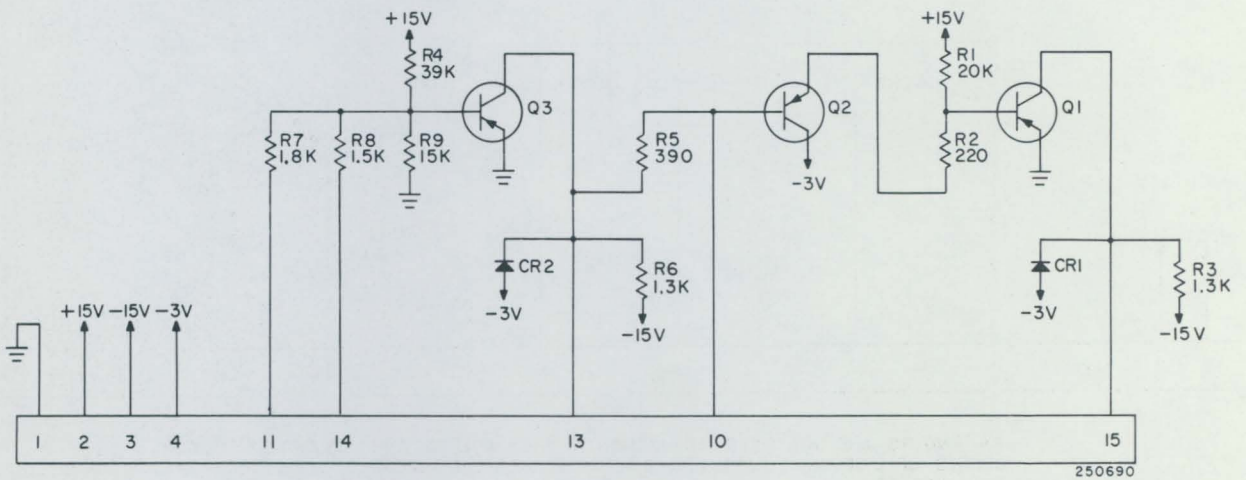 +15V
R4
39K
Q3
R7
1.8K
R8
1.5K
R9
15K
R5
390
Q2
-3V
+15V
R1
20K
Q1
R2
220
CR2
-3V
R6
1.3K
-15V
CR1
-3V
R3
1.3K
-15V
+15V -15V -3V
1 2 3 4 11 14 13 10 15
250690